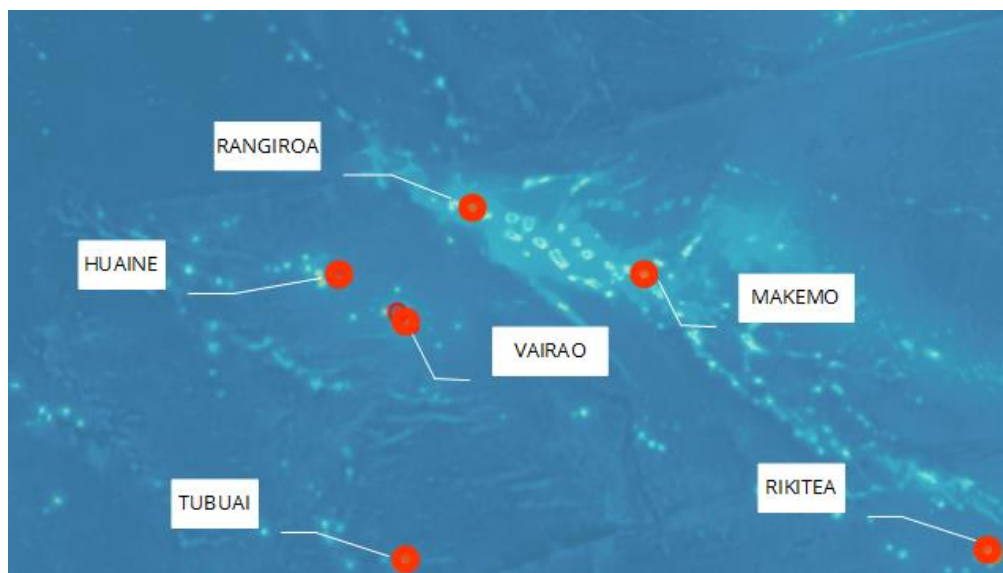 RANGIROA
HUAINE
MAKEMO
VAIRAO
RIKITEA
TUBUAI